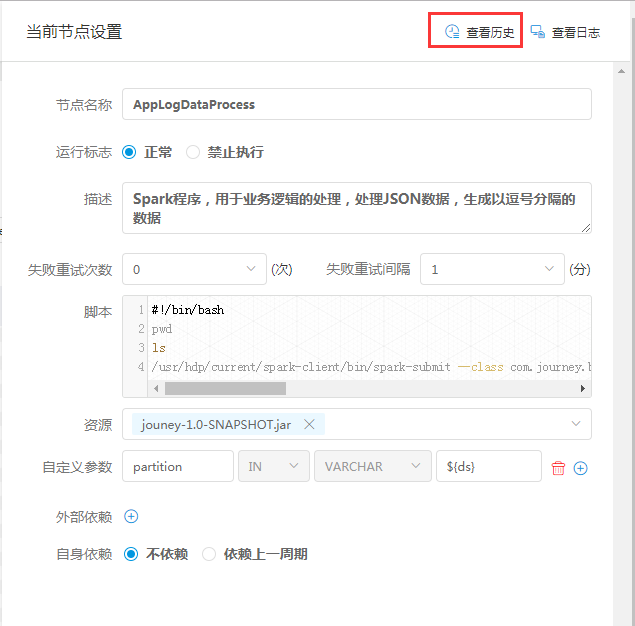 当前节点设置
查看历史
查看日志
节点名称
AppLogDataProcess
运行标志
正常
禁止执行
描述
Spark程序，用于业务逻辑的处理，处理JSON数据，生成以逗号分隔的
数据
失败重试次数
0
(次)
失败重试间隔
1
(分)
脚本
1 #!/bin/bash
2 pwd
3 ls
4 /usr/hdp/current/spark-client/bin/spark-submit --class com.journey.
资源
jouney-1.0-SNAPSHOT.jar
自定义参数
partition
IN
VARCHAR
${ds}
外部依赖
自身依赖
不依赖
依赖上一周期